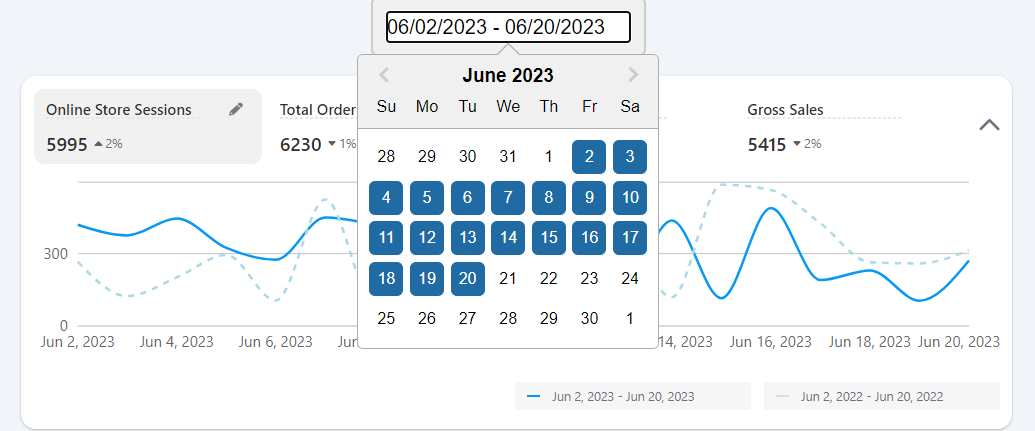 06/02/2023 - 06/20/2023
June 2023
Su Mo Tu We Th Fr Sa
28 29 30 31 1 2 3
4 5 6 7 8 9 10
11 12 13 14 15 16 17
18 19 20 21 22 23 24
25 26 27 28 29 30 1
Online Store Sessions
5995 2%
Total Order
6230 1%
Gross Sales
5415 2%
300
0
Jun 2, 2023 Jun 4, 2023 Jun 6, 2023 14, 2023 Jun 16, 2023 Jun 18, 2023 Jun 20, 2023
Jun 2, 2023 - Jun 20, 2023
Jun 2, 2022 - Jun 20, 2022